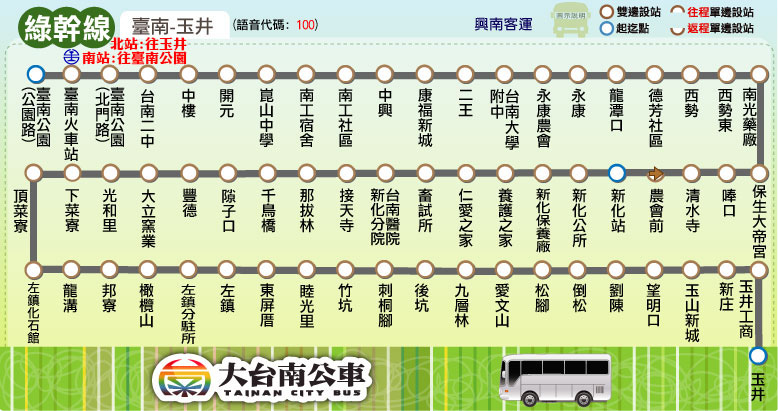 綠幹線
臺南-玉井
(語音代碼：100)
興南客運
圖示說明
雙邊設站
往程單邊設站
起迄點
返程單邊設站
北站:往玉井
南站:往臺南公園
臺南公園(公園路)
臺南火車站
臺南公園(北門路)
台南二中
中樓
開元
崑山中學
南工宿舍
南工社區
中興
康福新城
二王
台南大學附中
永康農會
永康
龍潭口
德芳社區
西勢
西勢東
南光藥廠
頂菜寮
下菜寮
光和里
大立窯業
豐德
隙子口
千鳥橋
那拔林
接天寺
台南醫院新化分院
畜試所
仁愛之家
養護之家
新化保養廠
新化公所
新化站
農會前
清水寺
唪口
保生大帝宮
左鎮化石館
龍溝
邦寮
橄欖山
左鎮分駐所
左鎮
東屏厝
睦光里
竹坑
刺桐腳
後坑
九層林
愛文山
松腳
倒松
劉陳
望明口
玉山新城
新庄
玉井工商
玉井
大台南公車
TAINAN CITY BUS